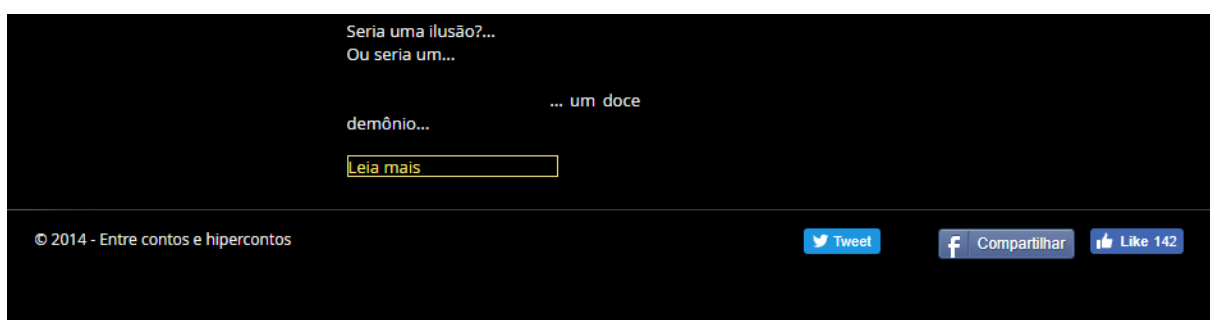 Seria uma ilusão?...
Ou seria um...
... um doce
demônio...
Leia mais
© 2014 - Entre contos e hipercontos
Tweet
f Compartilhar
Like 142